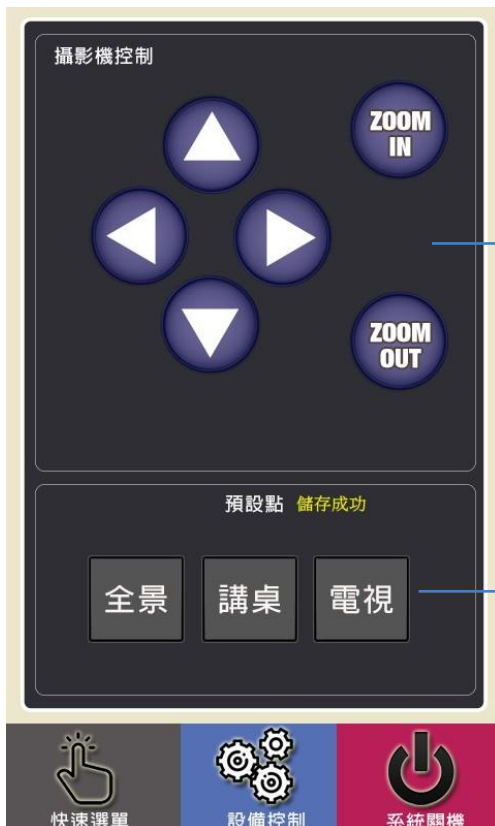 攝影機控制
ZOOM
IN
ZOOM
OUT
預設點 儲存成功
全景 講桌 電視
快速選單 設備控制 系統關機